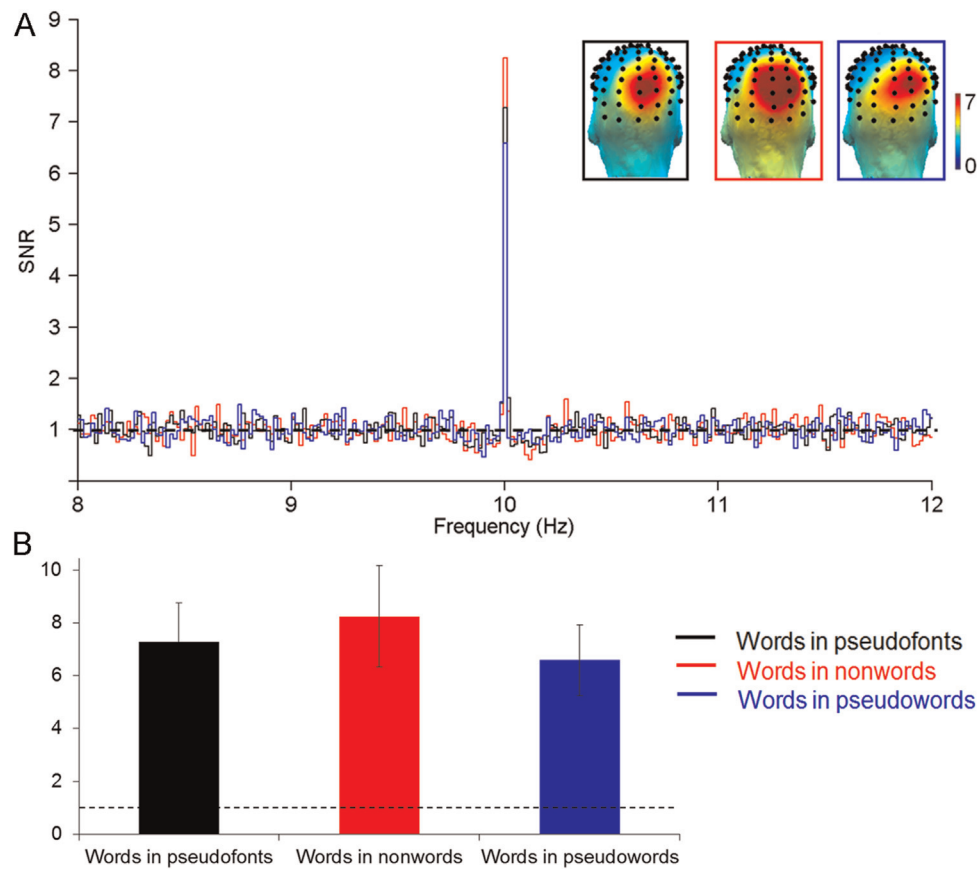 A
9
8
7
6
5
4
3
2
1
SNR
8 9 10 11 12
Frequency (Hz)
7
0
B
10
8
6
4
2
0
Words in pseudofonts Words in nonwords Words in pseudowords
Words in pseudofonts
Words in nonwords
Words in pseudowords